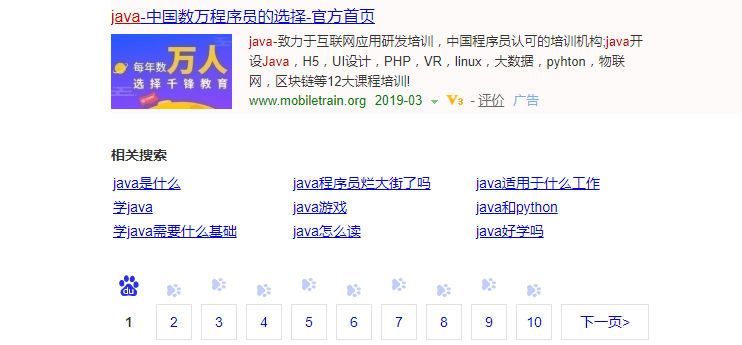 java-中国数万程序员的选择-官方首页
每年数万人
选择千锋教育
java-致力于互联网应用研发培训，中国程序员认可的培训机构;java开
设Java，H5，UI设计，PHP，VR，linux，大数据，pyhton，物联
网，区块链等12大课程培训!
www.mobiletrain.org 2019-03 V3 - 评价 广告
相关搜索
java是什么 java程序员烂大街了吗 java适用于什么工作
学java java游戏 java和python
学java需要什么基础 java怎么读 java好学吗
du
1 2 3 4 5 6 7 8 9 10 下一页>